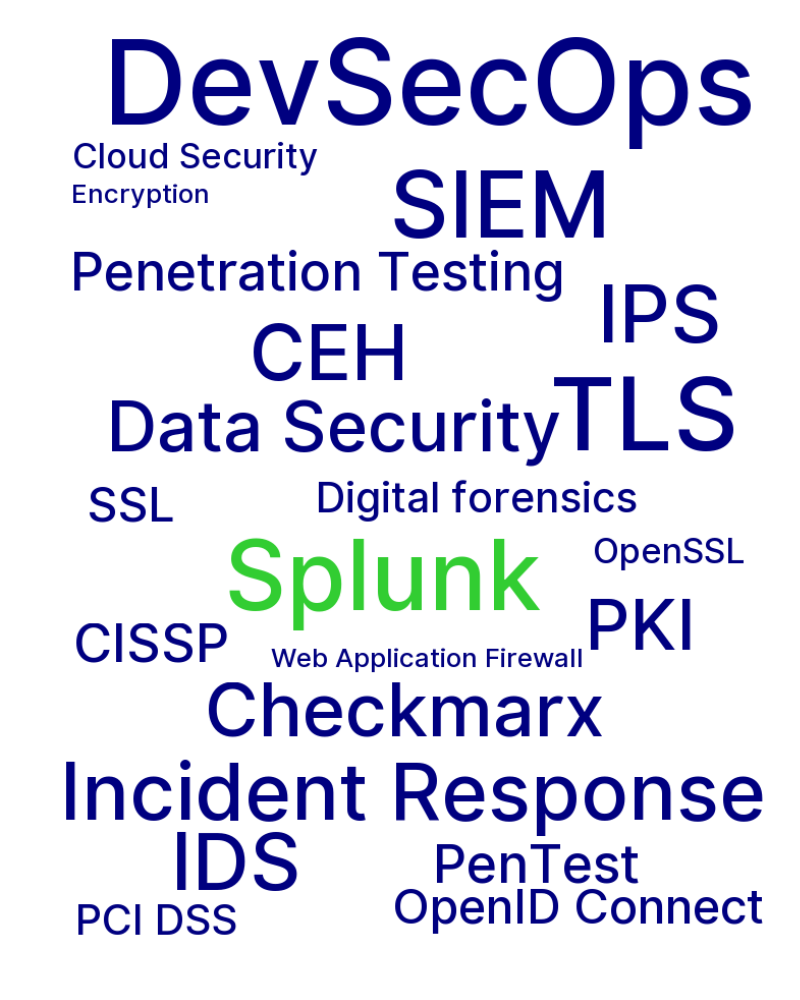 DevSecOps
Cloud Security
Encryption
SIEM
Penetration Testing
IPS
CEH
TLS
Data Security
SSL
Digital forensics
Splunk
OpenSSL
CISSP
PKI
Web Application Firewall
Checkmarx
Incident Response
IDS
PenTest
PCI DSS
OpenID Connect